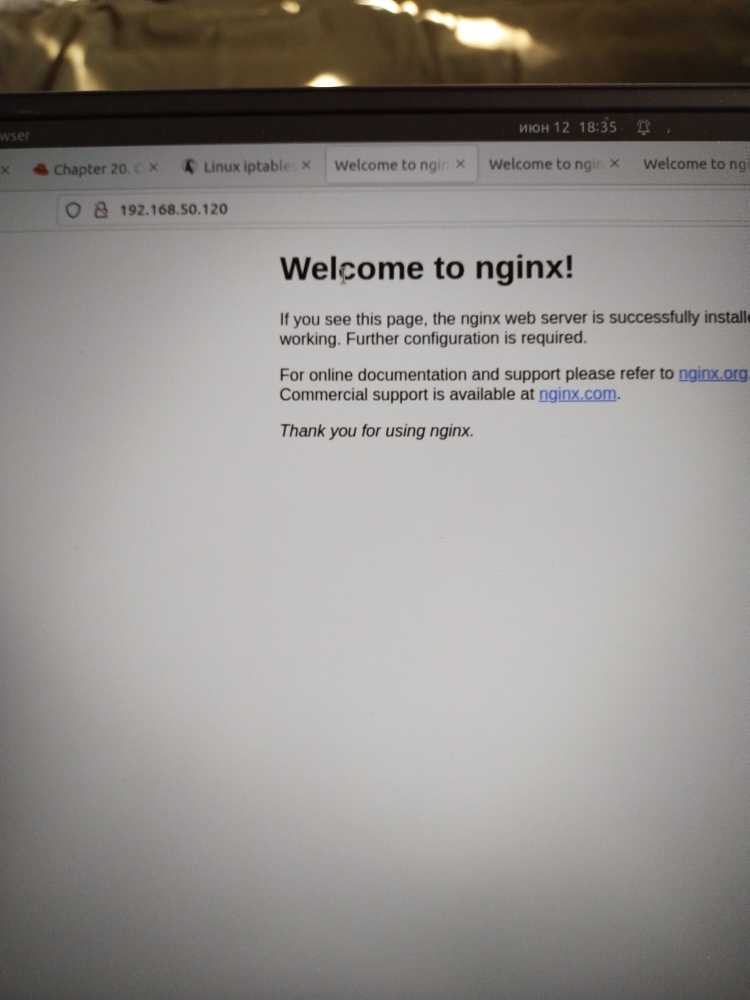 wser
июн 12 18:35
Chapter 20. C
Linux iptable
Welcome to ngin
Welcome to ngin
Welcome to ngi
192.168.50.120
Welcome to nginx!
If you see this page, the nginx web server is successfully installe
working. Further configuration is required.
For online documentation and support please refer to nginx.org.
Commercial support is available at nginx.com.
Thank you for using nginx.